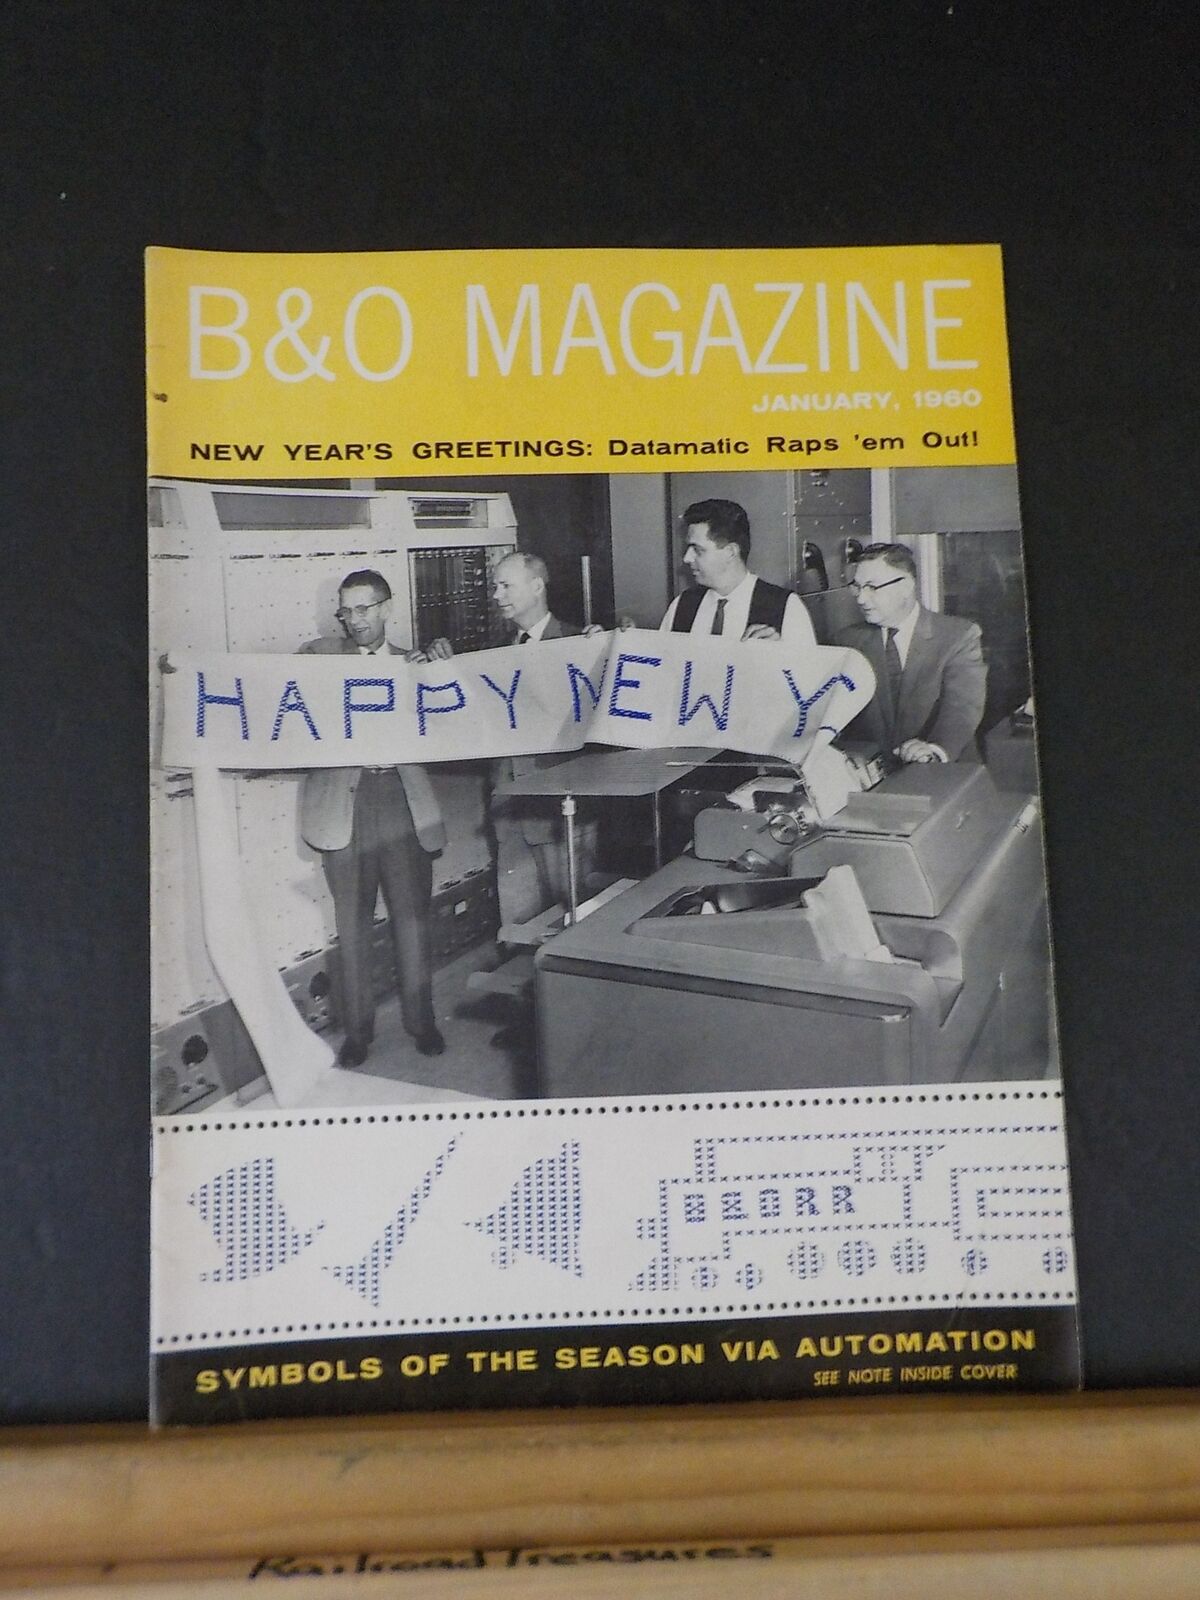 B&O MAGAZINE
JANUARY, 1960
NEW YEAR'S GREETINGS: Datamatic Raps 'em Out!
HAPPY NEW Y
SYMBOLS OF THE SEASON VIA AUTOMATION
SEE NOTE INSIDE COVER
Railroad Treasures